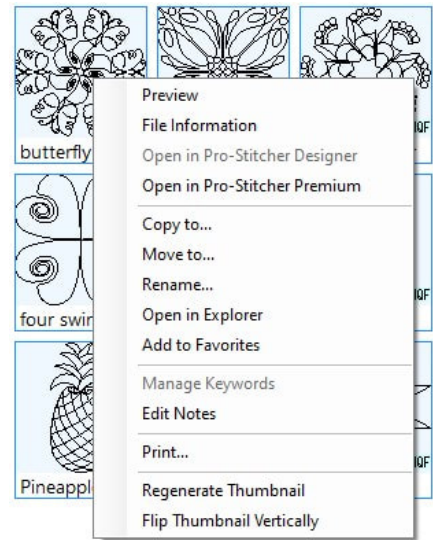 butterfly
Preview
File Information
Open in Pro-Stitcher Designer
Open in Pro-Stitcher Premium
Copy to...
Move to...
four swir
Rename...
Open in Explorer
Add to Favorites
Manage Keywords
Edit Notes
Print...
Pineappl
Regenerate Thumbnail
Flip Thumbnail Vertically